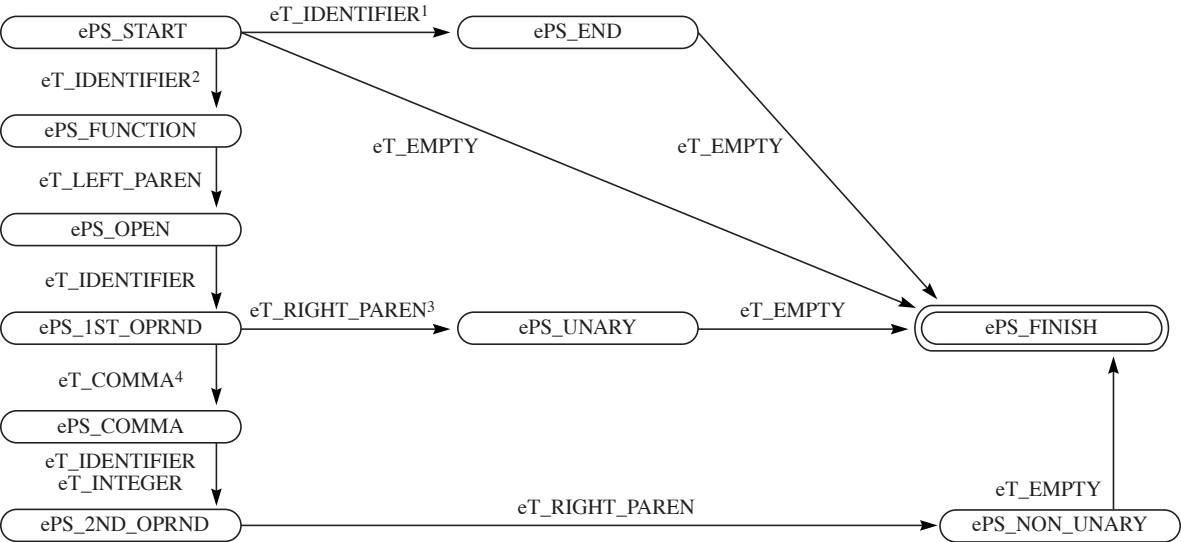 eT_IDENTIFIER1
ePS_START
ePS_END
eT_IDENTIFIER2
ePS_FUNCTION
eT_EMPTY
eT_EMPTY
eT_LEFT_PAREN
ePS_OPEN
eT_IDENTIFIER
eT_RIGHT_PAREN3
eT_EMPTY
ePS_1ST_OPRND
ePS_UNARY
ePS_FINISH
eT_COMMA4
ePS_COMMA
eT_IDENTIFIER
eT_INTEGER
eT_EMPTY
eT_RIGHT_PAREN
ePS_2ND_OPRND
ePS_NON_UNARY